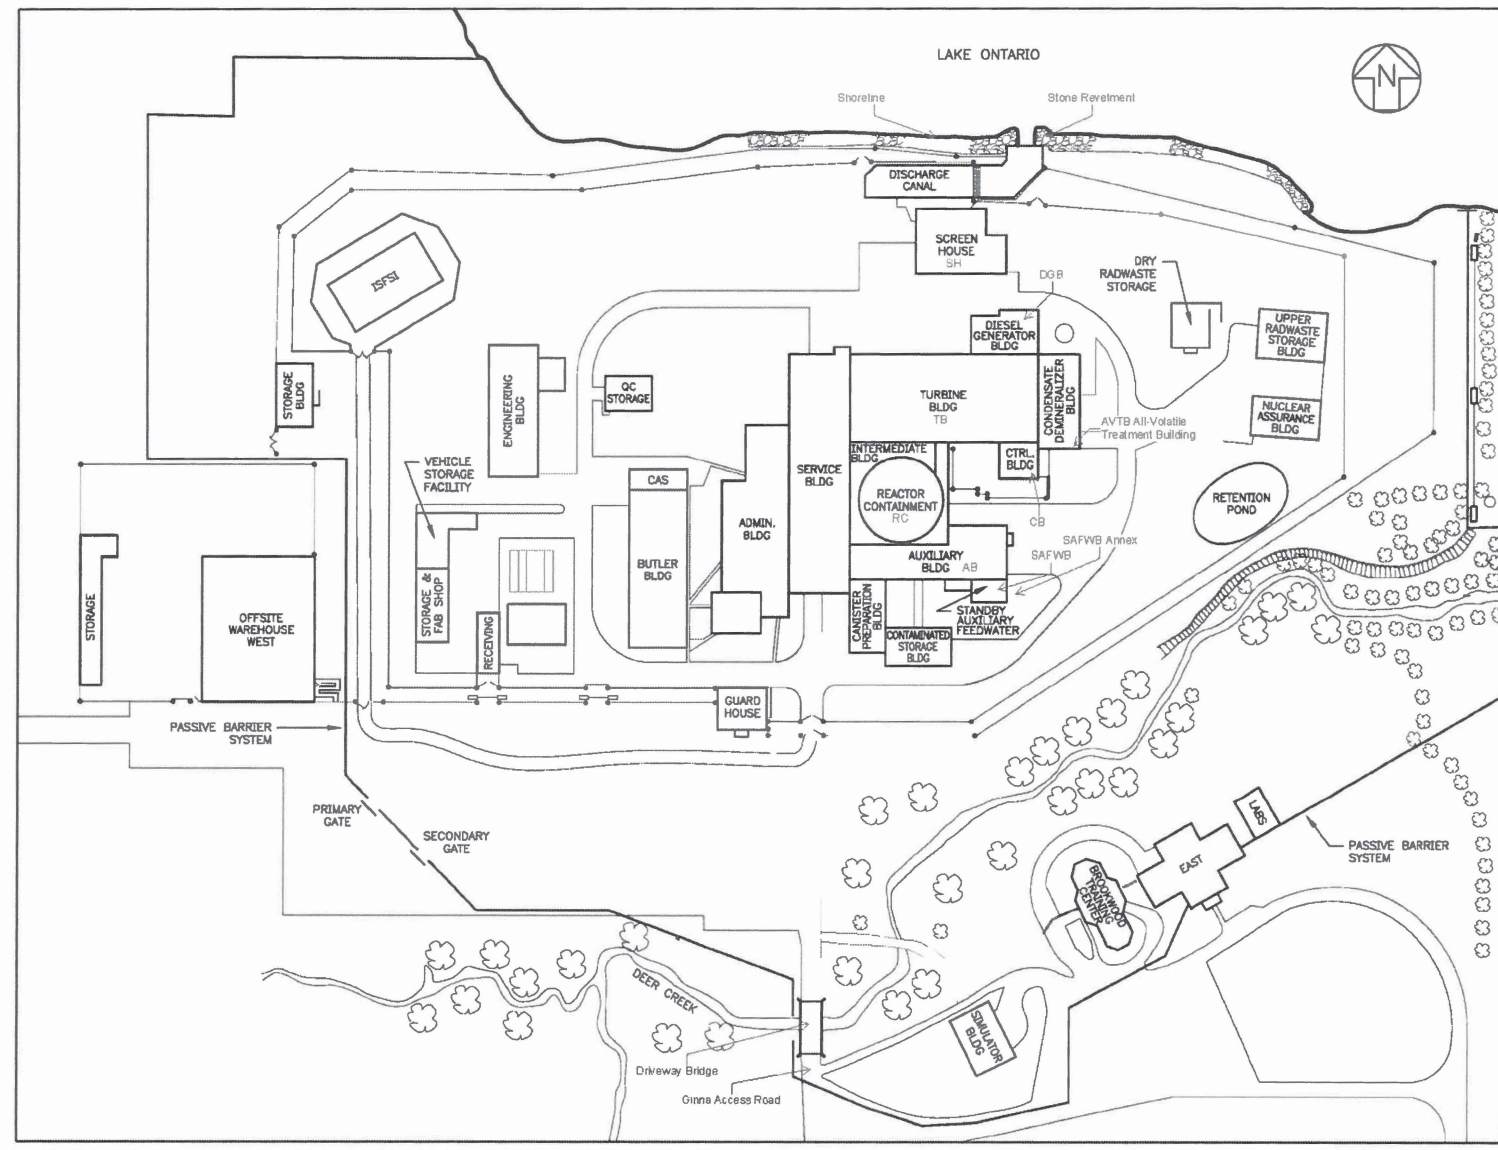 LAKE ONTARIO
N
Shoreline
Stone Revetment
DISCHARGE
CANAL
SCREEN
HOUSE
SH
ISFSI
DGB
DRY
RADWASTE
STORAGE
DIESEL
GENERATOR
BLDG
UPPER
RADWASTE
STORAGE
BLDG
STORAGE
BLDG
ENGINEERING
BLDG
QC
STORAGE
TURBINE
BLDG
TB
CONDENSATE
DEMINERALIZER
BLDG
NUCLEAR
ASSURANCE
BLDG
AVTB All-Volatile
Treatment Building
INTERMEDIATE
BLDG
CTRL.
BLDG
SERVICE
BLDG
VEHICLE
STORAGE
FACILITY
CAS
REACTOR
CONTAINMENT
RC
RETENTION
POND
ADMIN.
BLDG
CB
SAFWB Annex
SAFWB
AUXILIARY
BLDG
AB
BUTLER
BLDG
STORAGE
OFFSITE
WAREHOUSE
WEST
STORAGE &
FAB SHOP
RECEIVING
CANISTER
PREPARATION
BLDG
STANDBY
AUXILIARY
FEEDWATER
CONTAMINATED
STORAGE
BLDG
GUARD
HOUSE
PASSIVE BARRIER
SYSTEM
PRIMARY
GATE
SECONDARY
GATE
LABS
PASSIVE BARRIER
SYSTEM
EAST
BROOKWOOD
TRAINING
CENTER
DEER CREEK
SIMULATOR
BLDG
Driveway Bridge
Ginna Access Road